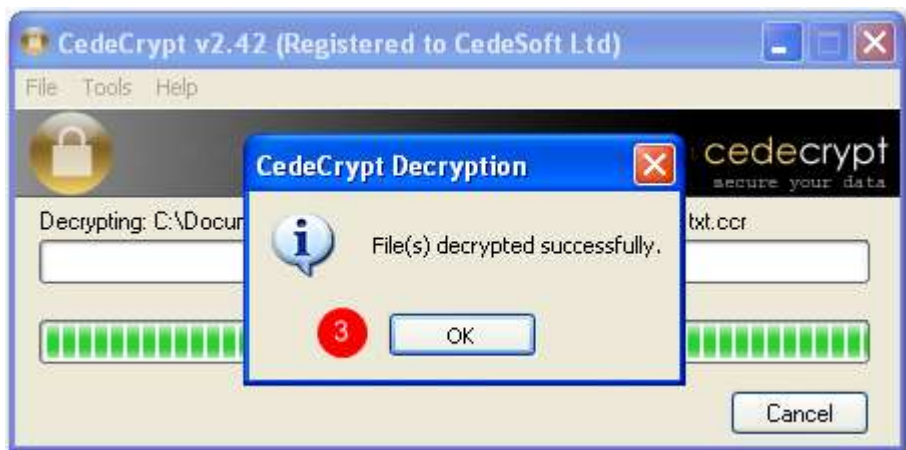 CedeCrypt v2.42 (Registered to CedeSoft Ltd)
File Tools Help
cedecrypt
secure your data
CedeCrypt Decryption
Decrypting: C:\Docum
txt.ccr
File(s) decrypted successfully.
3
OK
Cancel